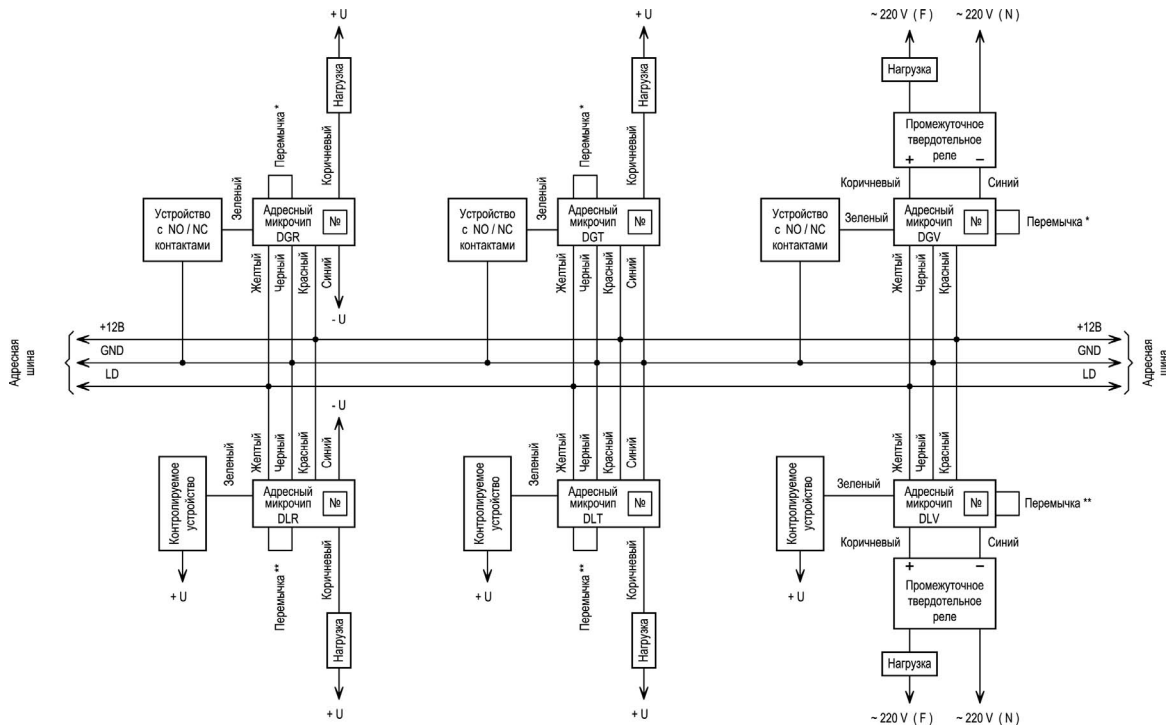 + U
+ U
~ 220 V ( F )
~ 220 V ( N )
Нагрузка
Нагрузка
Нагрузка
Перемычка *
Коричневый
Перемычка *
Коричневый
Промежуточное
твердотельное
реле
+
–
Коричневый
Синий
Устройство
с NO / NC
контактами
Зеленый
Адресный
микрочип
DGR
№
Устройство
с NO / NC
контактами
Зеленый
Адресный
микрочип
DGT
№
Устройство
с NO / NC
контактами
Зеленый
Адресный
микрочип
DGV
№
Перемычка *
Желтый
Черный
Красный
Синий
Желтый
Черный
Красный
Синий
Желтый
Черный
Красный
- U
Адресная
шина
+12В
GND
LD
+12В
GND
LD
Адресная
шина
- U
Желтый
Черный
Красный
Синий
Желтый
Черный
Красный
Синий
Желтый
Черный
Красный
Контролируемое
устройство
Зеленый
Адресный
микрочип
DLR
№
Контролируемое
устройство
Зеленый
Адресный
микрочип
DLT
№
Контролируемое
устройство
Зеленый
Адресный
микрочип
DLV
№
Перемычка **
Коричневый
Синий
+ U
Перемычка **
Коричневый
+ U
Перемычка **
Коричневый
+ U
+
–
Промежуточное
твердотельное
реле
Нагрузка
Нагрузка
Нагрузка
+ U
+ U
~ 220 V ( F )
~ 220 V ( N )